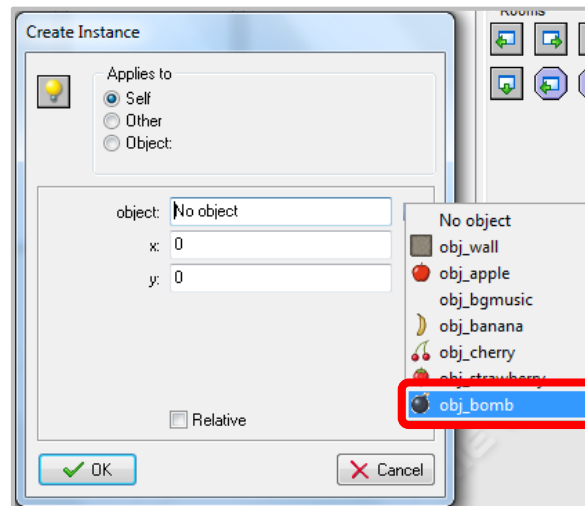 Rooms
Create Instance
Applies to
Self
Other
Object:
object: No object
x: 0
y: 0
Relative
OK
Cancel
No object
obj_wall
obj_apple
obj_bgmusic
obj_banana
obj_cherry
obj_strawberry
obj_bomb